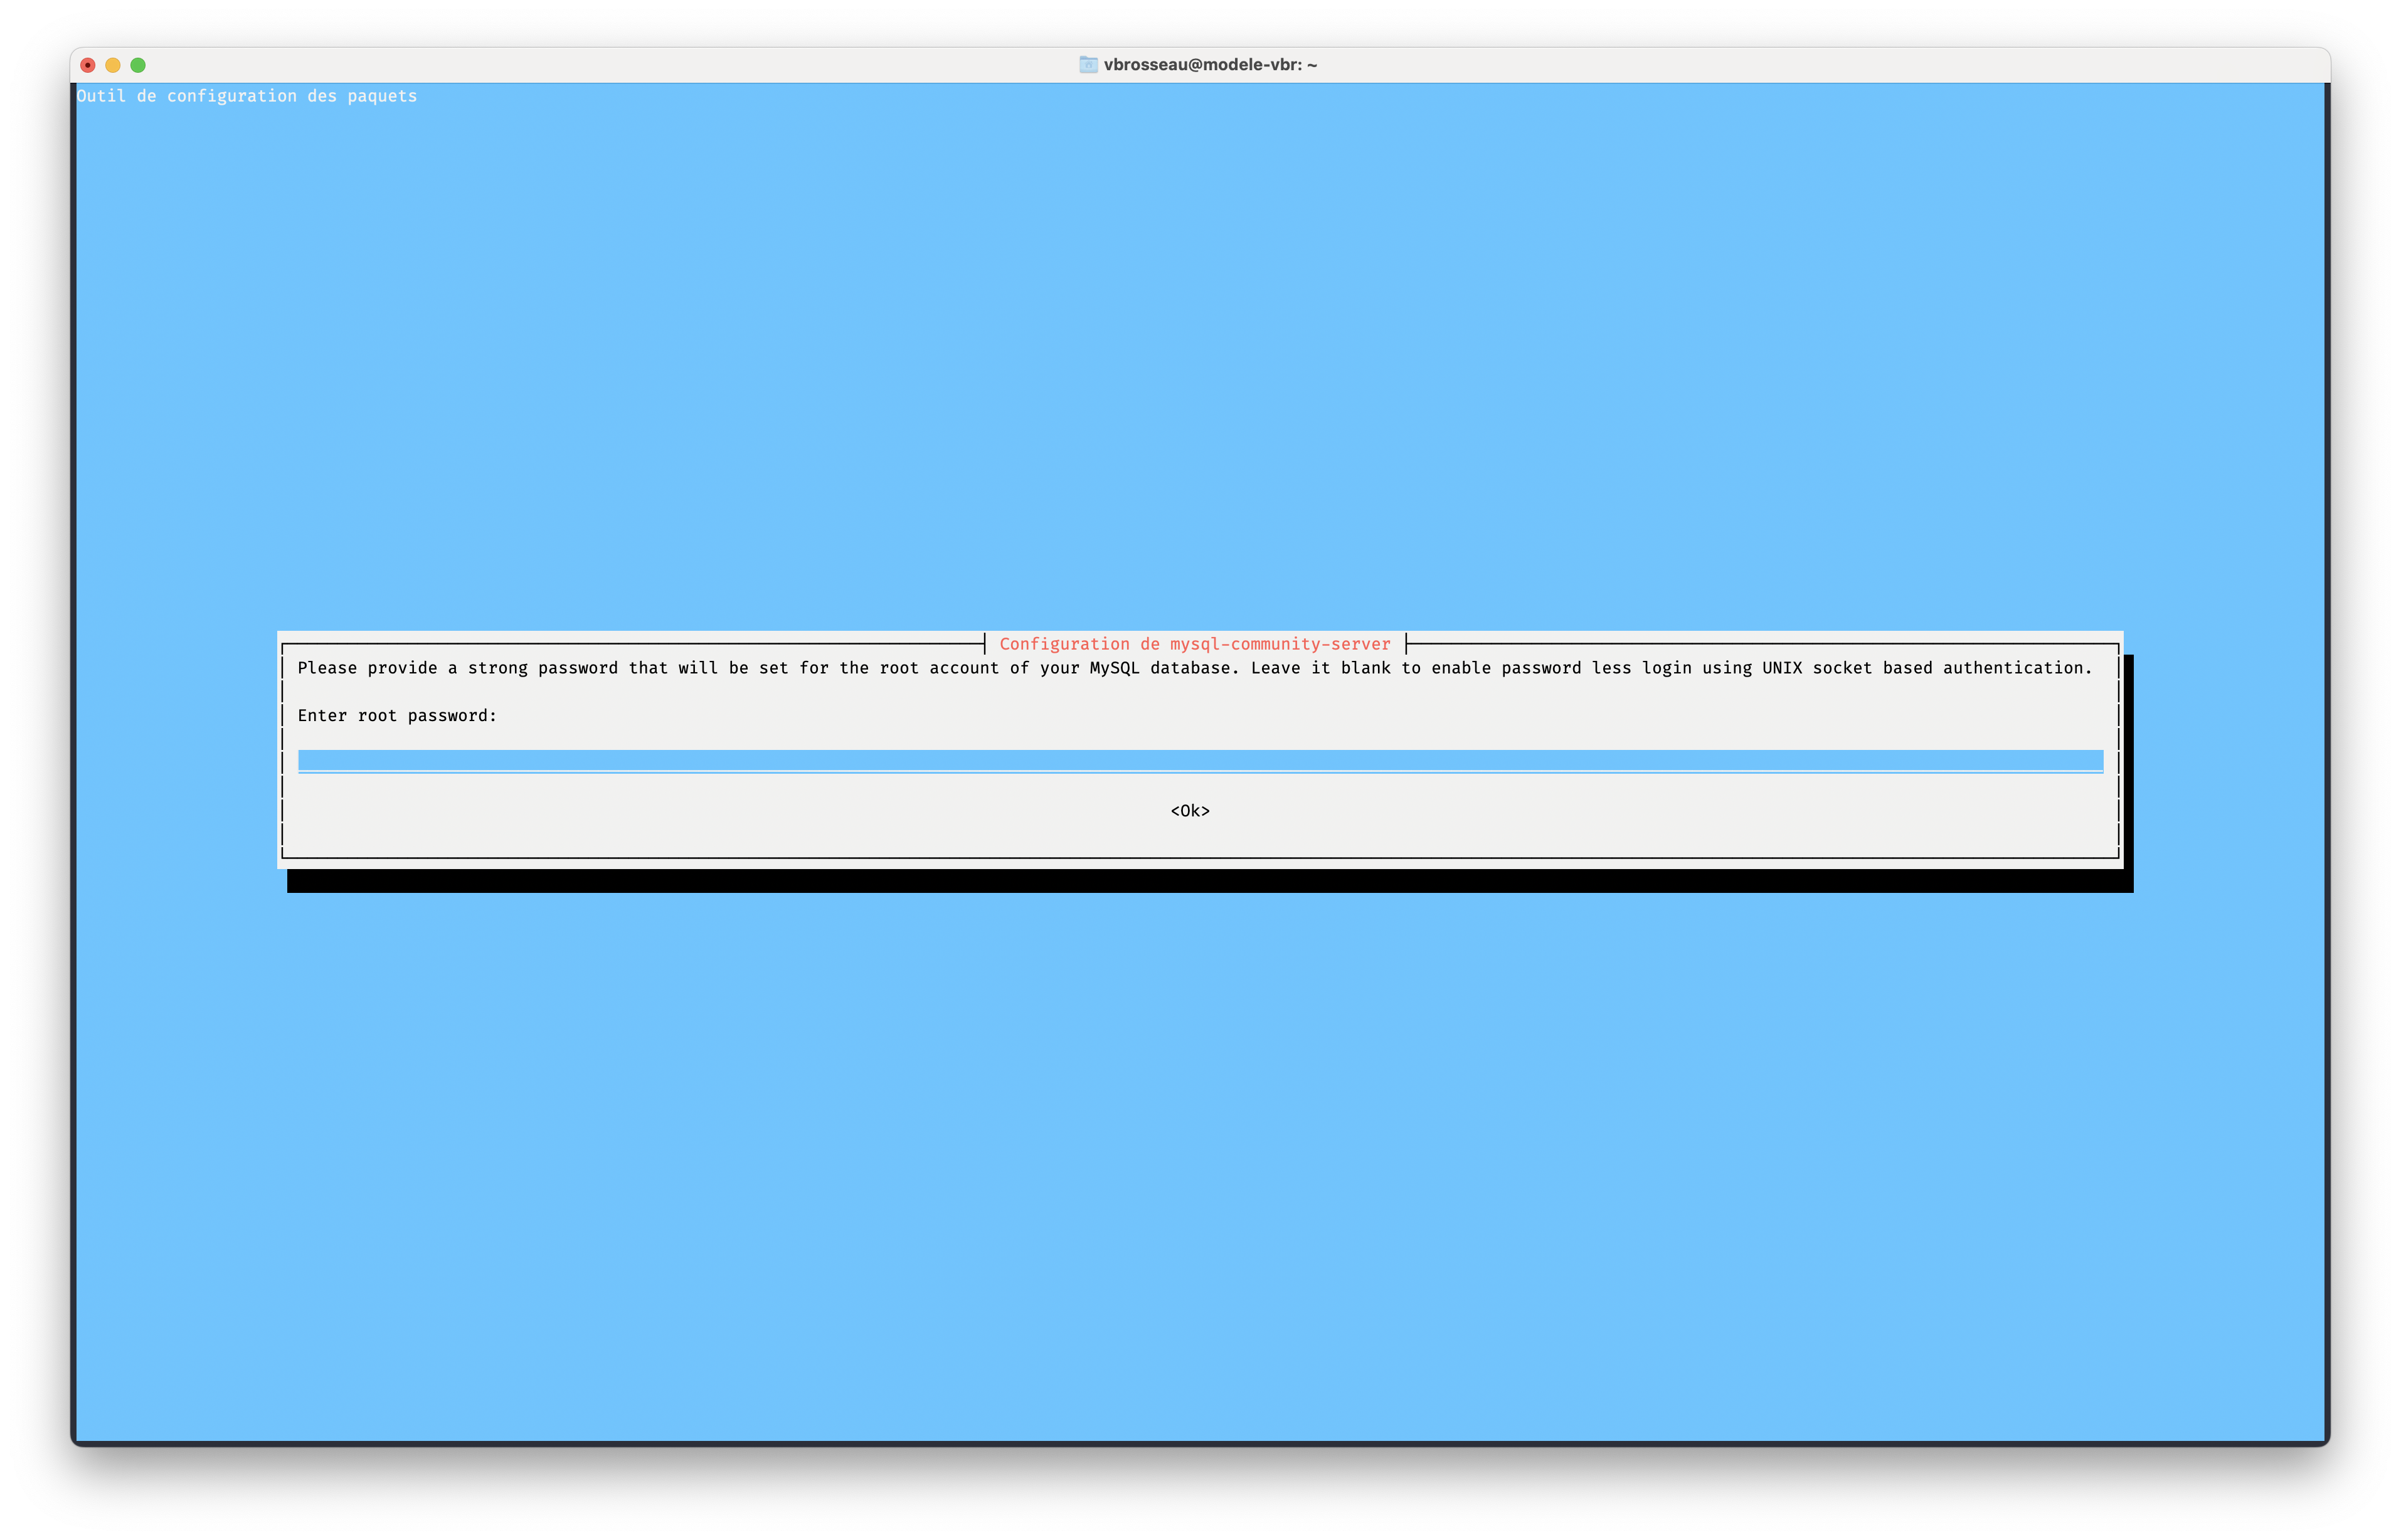 vbrosseau@modele-vbr: ~
Outil de configuration des paquets
Configuration de mysql-community-server
Please provide a strong password that will be set for the root account of your MySQL database. Leave it blank to enable password less login using UNIX socket based authentication.
Enter root password:
<Ok>